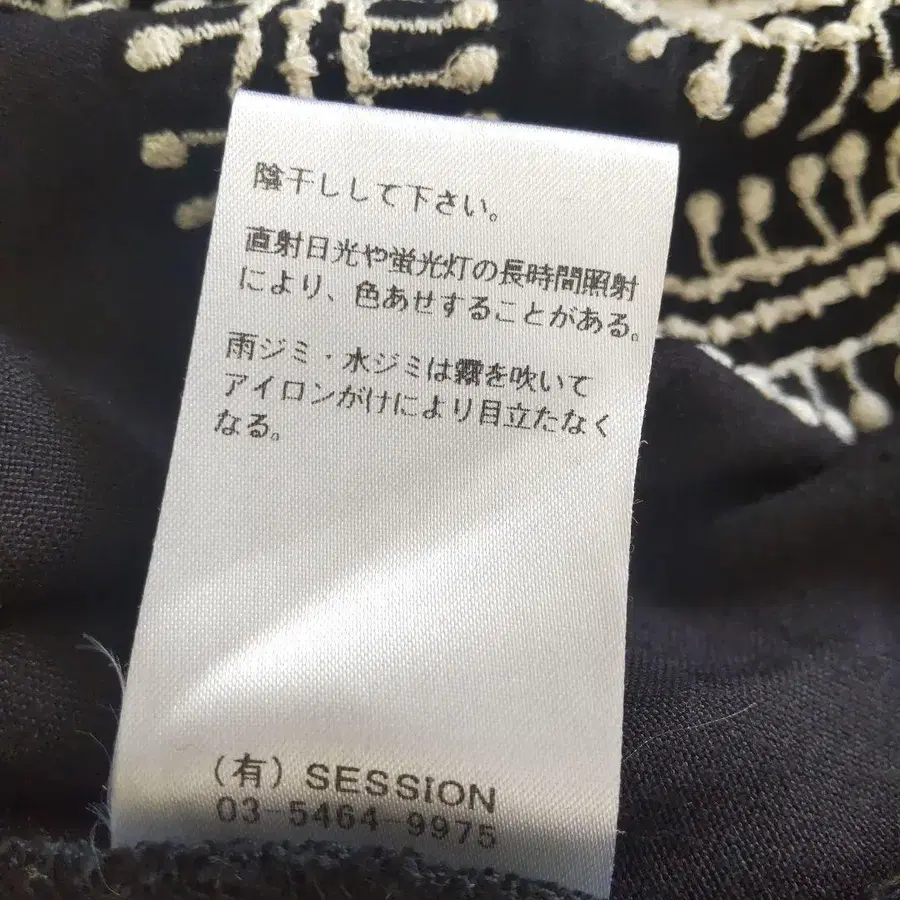 陰干しして下さい。
直射日光や蛍光灯の長時間照射
により、色あせすることがある。
雨ジミ・水ジミは霧を吹いて
アイロンがけにより目立たなく
なる。
(有) SESSION
03-5464-9975